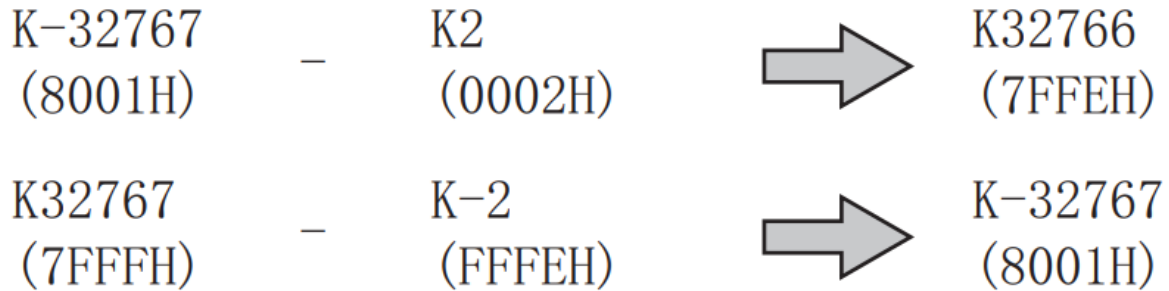 K-32767 - K2 K32766
(8001H) (0002H) (7FFEH)
K32767 - K-2 K-32767
(7FFFH) (FFFEH) (8001H)